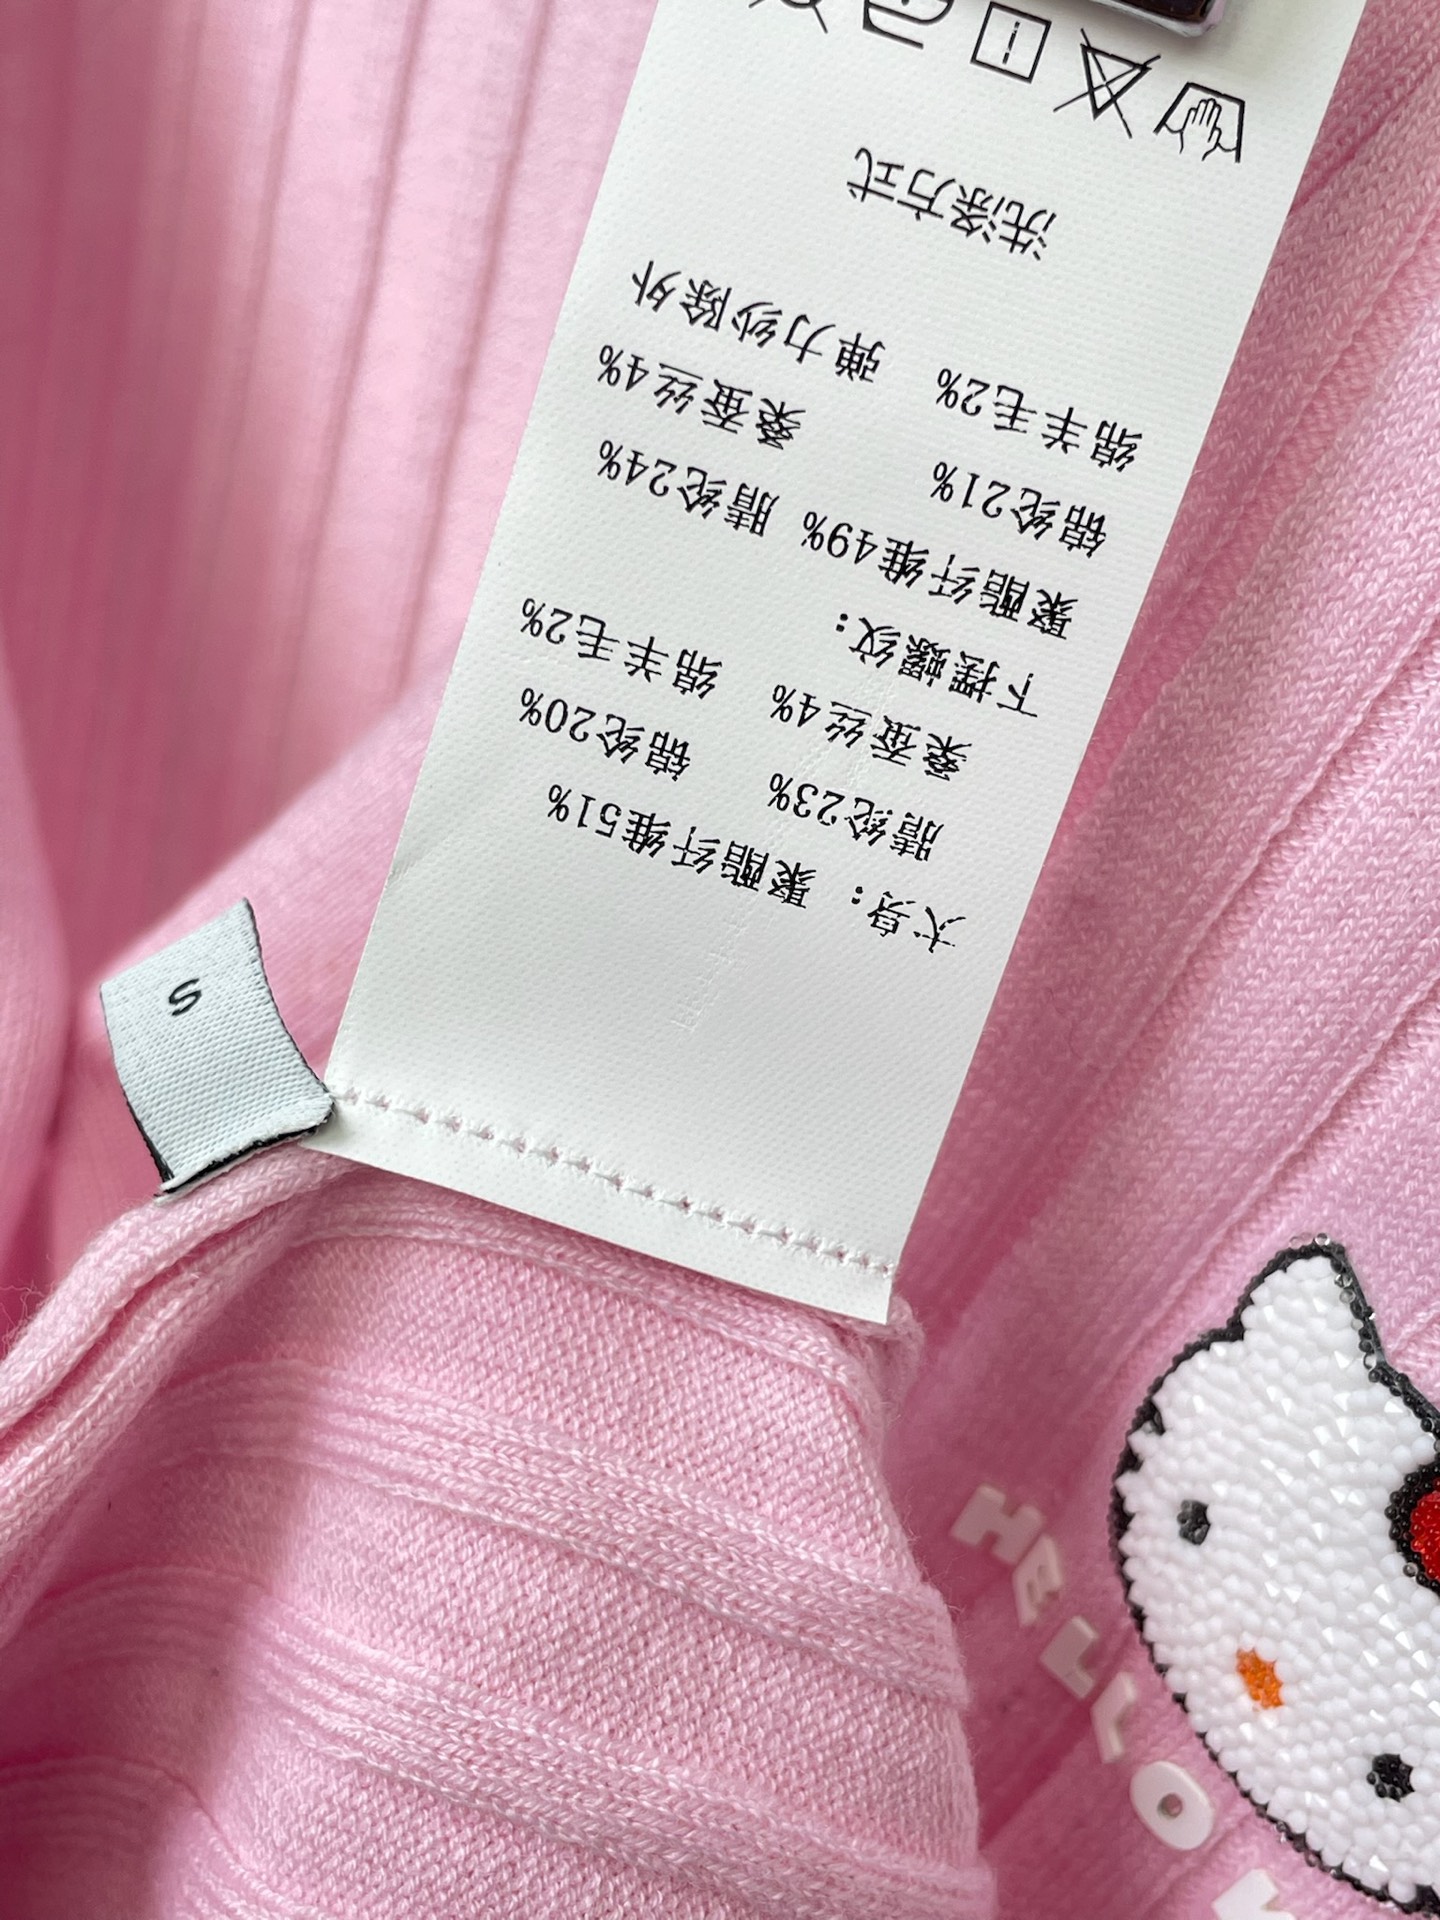 大身：聚酯纤维51%
腈纶23% 锦纶20%
桑蚕丝4% 绵羊毛2%
下摆螺纹：
聚酯纤维49% 腈纶24%
锦纶21% 桑蚕丝4%
绵羊毛2% 弹力纱除外
洗涤方式
S
HELLO